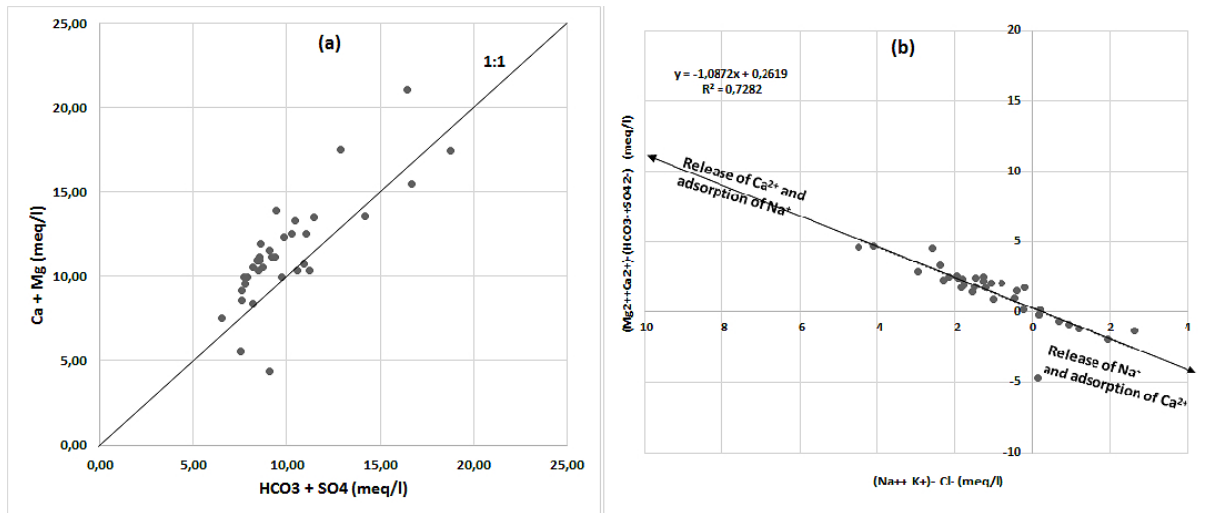 (a)
1:1
25,00
20,00
15,00
10,00
5,00
0,00
0,00 5,00 10,00 15,00 20,00 25,00
Ca + Mg (meq/l)
HCO3 + SO4 (meq/l)
(b)
y = -1,0872x + 0,2619
R² = 0,7282
20
15
10
5
0
-5
-10
10 8 6 4 2 0 2 4
Release of Ca²⁺ and
adsorption of Na⁺
Release of Na⁺
and adsorption of Ca²⁺
(Mg2++Ca2+)-(HCO3-+SO4 2-) (meq/l)
(Na++ K+)- Cl- (meq/l)